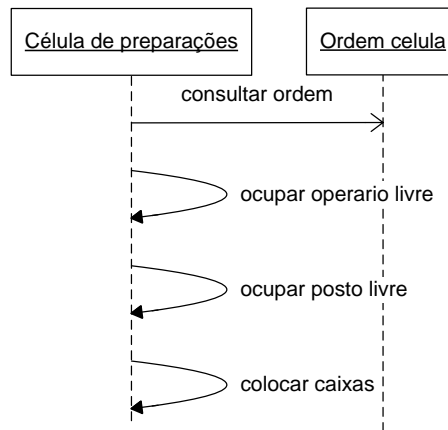 Célula de preparações
Ordem celula
consultar ordem
ocupar operario livre
ocupar posto livre
colocar caixas